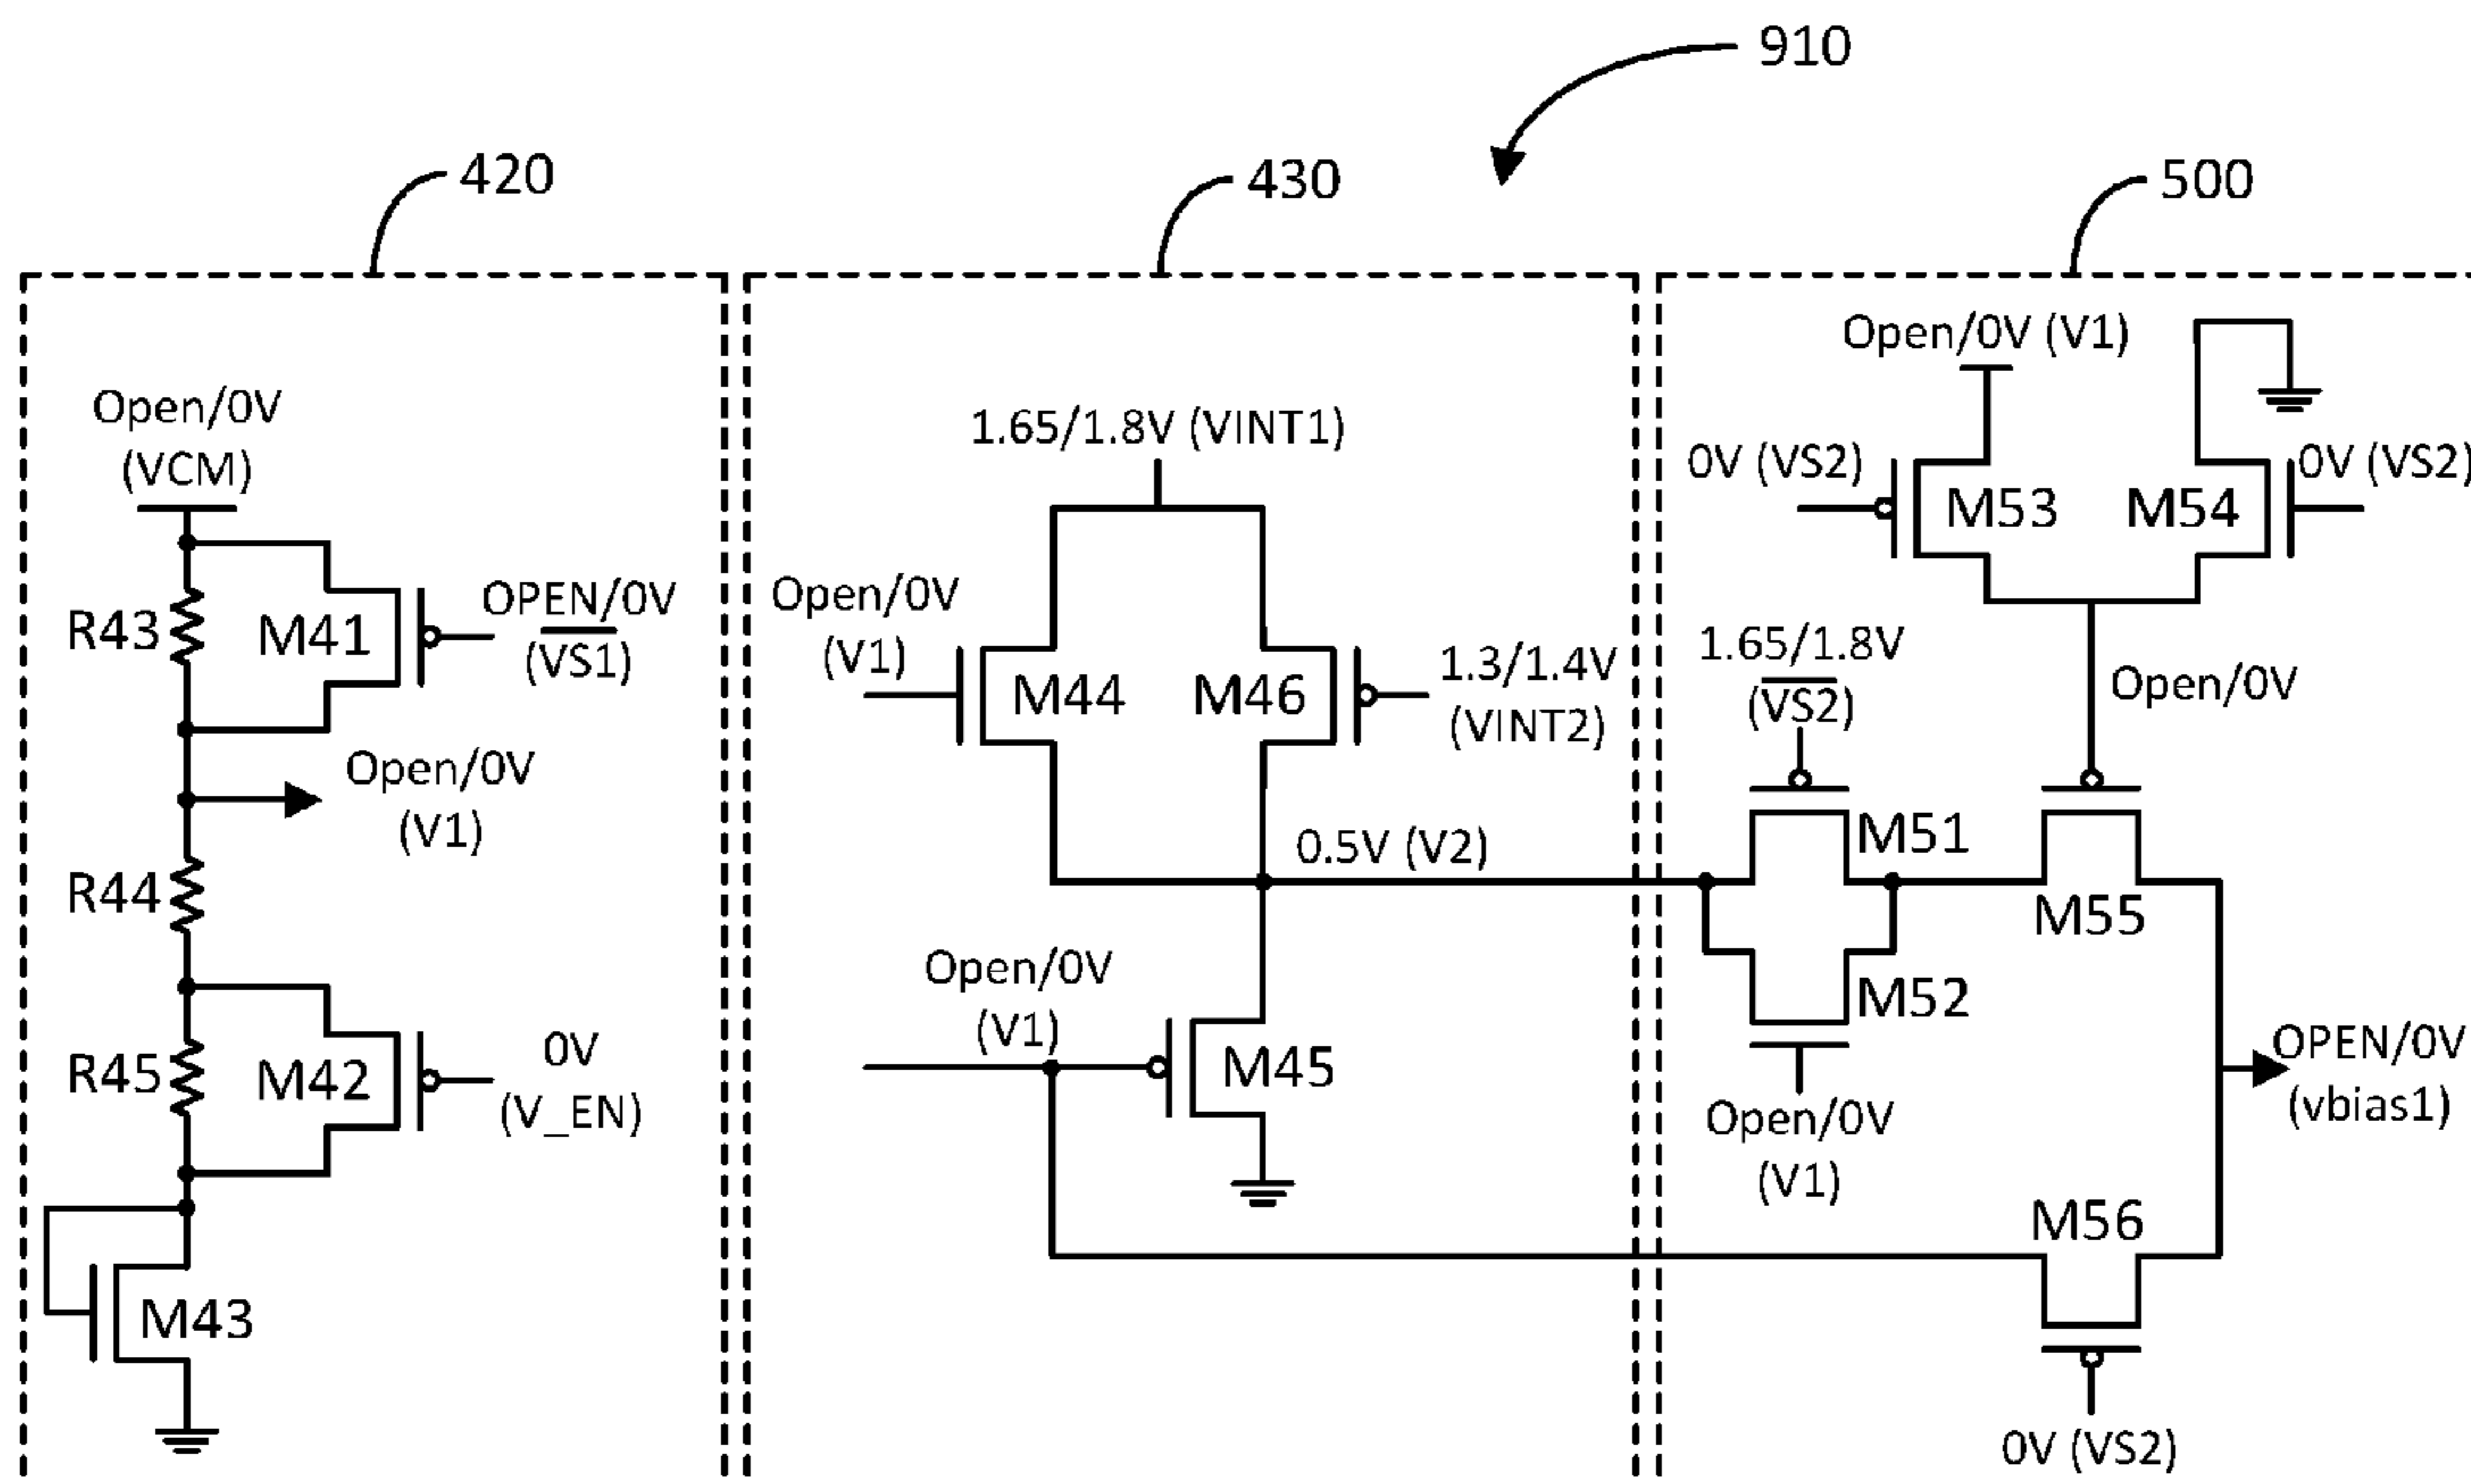 910
420
430
500
Open/0V
(VCM)
R43
M41
OPEN/0V
(VS1)
Open/0V
(V1)
R44
R45
M42
0V
(V_EN)
M43
1.65/1.8V (VINT1)
Open/0V
(V1)
M44
M46
1.3/1.4V
(VINT2)
0.5V (V2)
Open/0V
(V1)
M45
Open/0V (V1)
0V (VS2)
M53
M54
0V (VS2)
1.65/1.8V
(VS2)
Open/0V
M51
M55
M52
Open/0V
(V1)
OPEN/0V
(vbias1)
M56
0V (VS2)